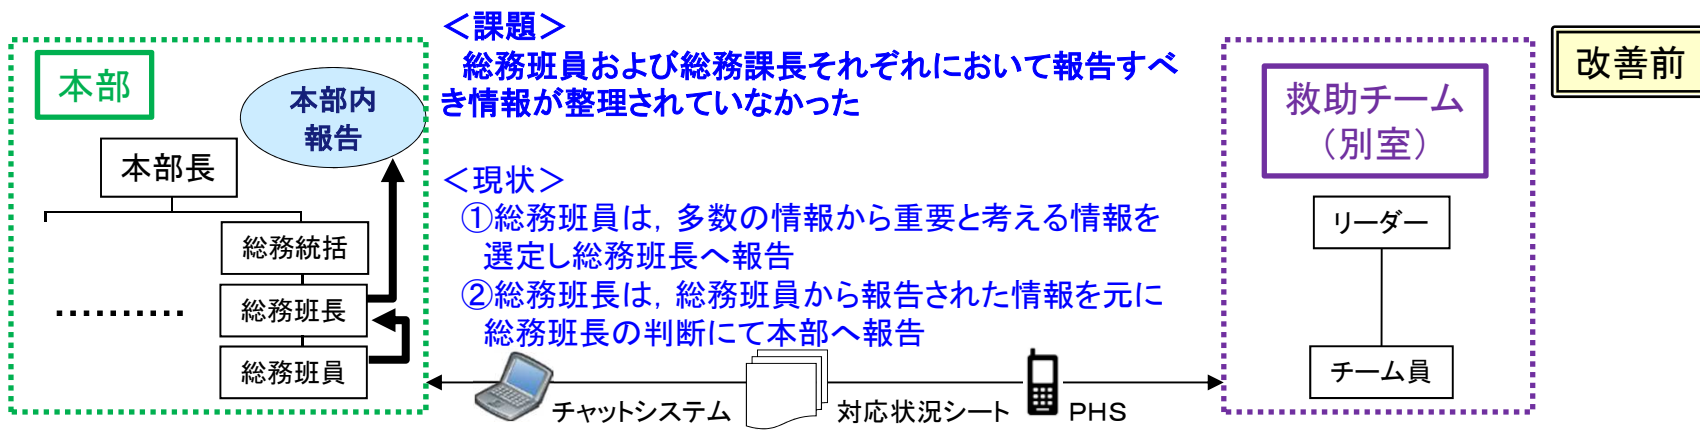 ＜課題＞
総務班員および総務課長それぞれにおいて報告すべ
き情報が整理されていなかった
改善前
本部
本部内
報告
本部長
総務統括
総務班長
総務班員
‥‥‥‥‥
＜現状＞
①総務班員は，多数の情報から重要と考える情報を
選定し総務班長へ報告
②総務班長は，総務班員から報告された情報を元に
総務班長の判断にて本部へ報告
チャットシステム
対応状況シート
PHS
救助チーム
（別室）
リーダー
チーム員